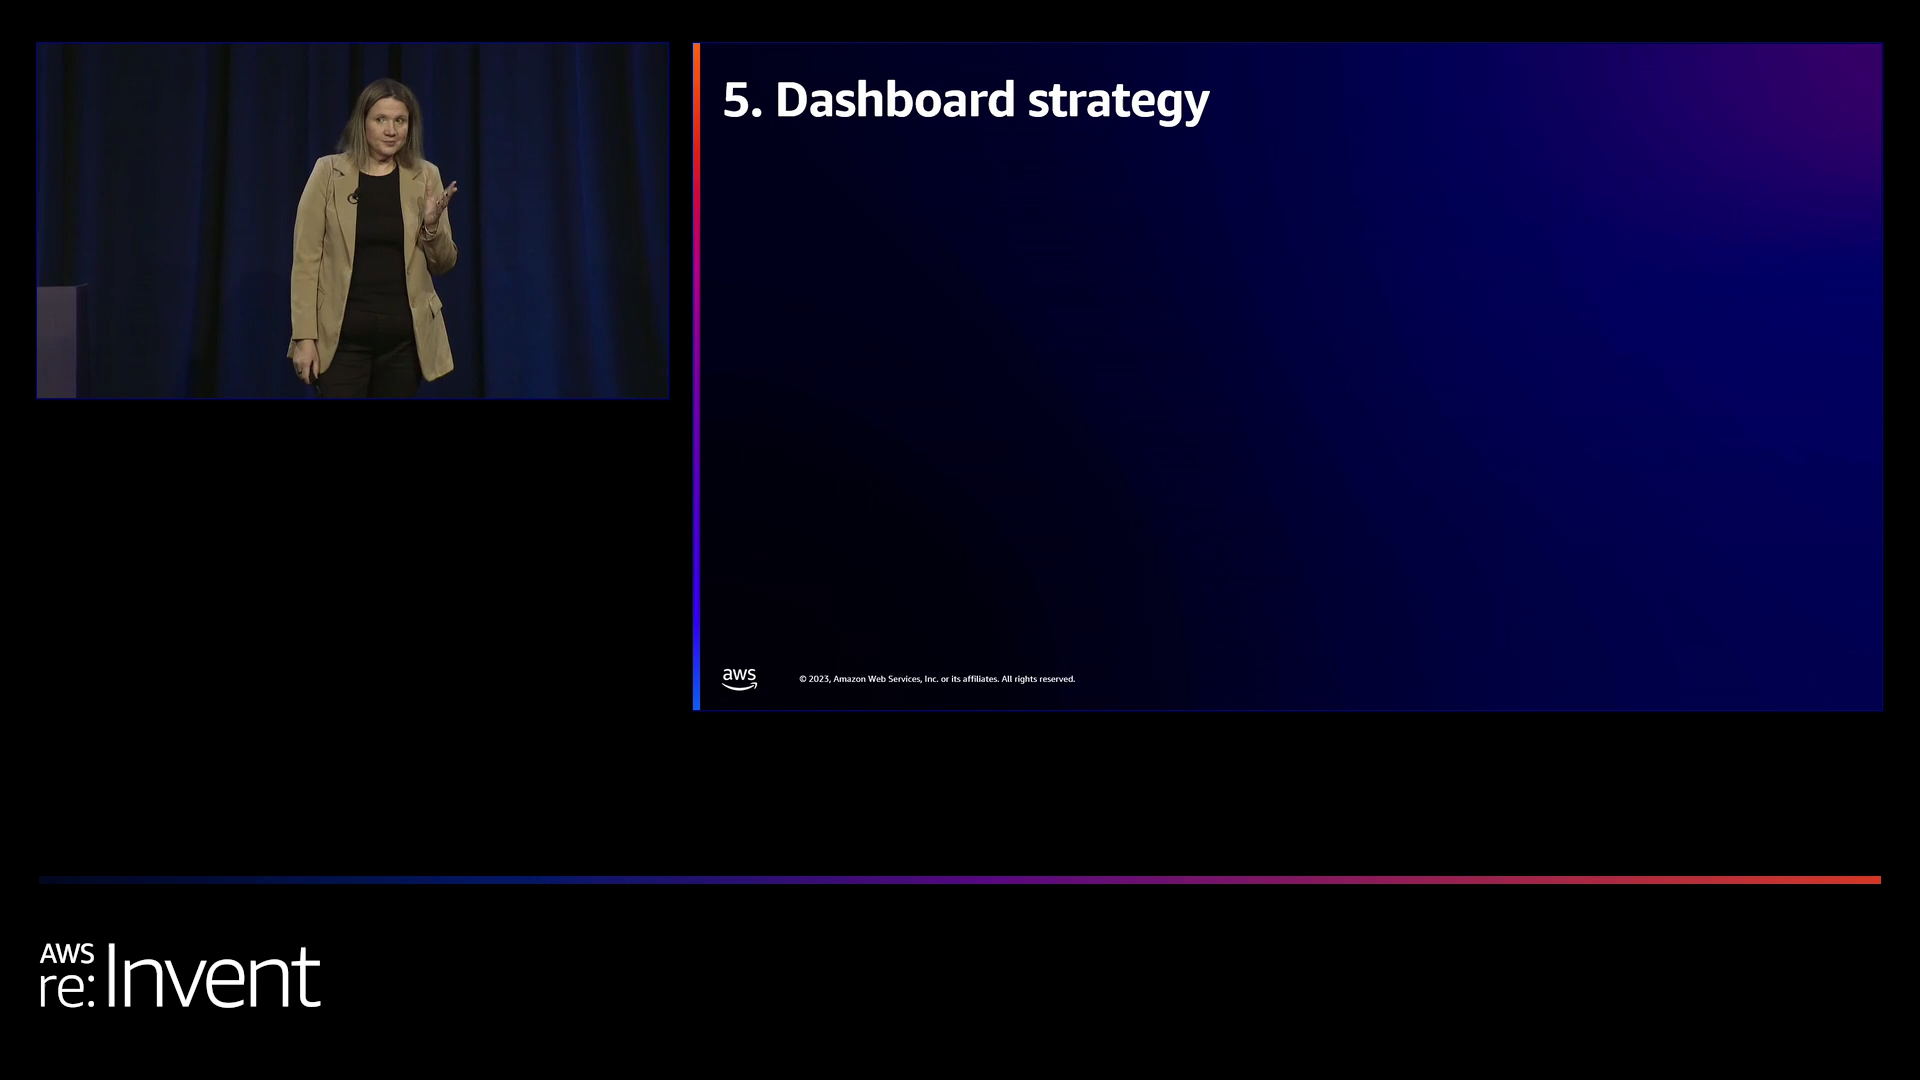 5. Dashboard strategy
aws
© 2023, Amazon Web Services, Inc. or its affiliates. All rights reserved.
AWS
re:Invent